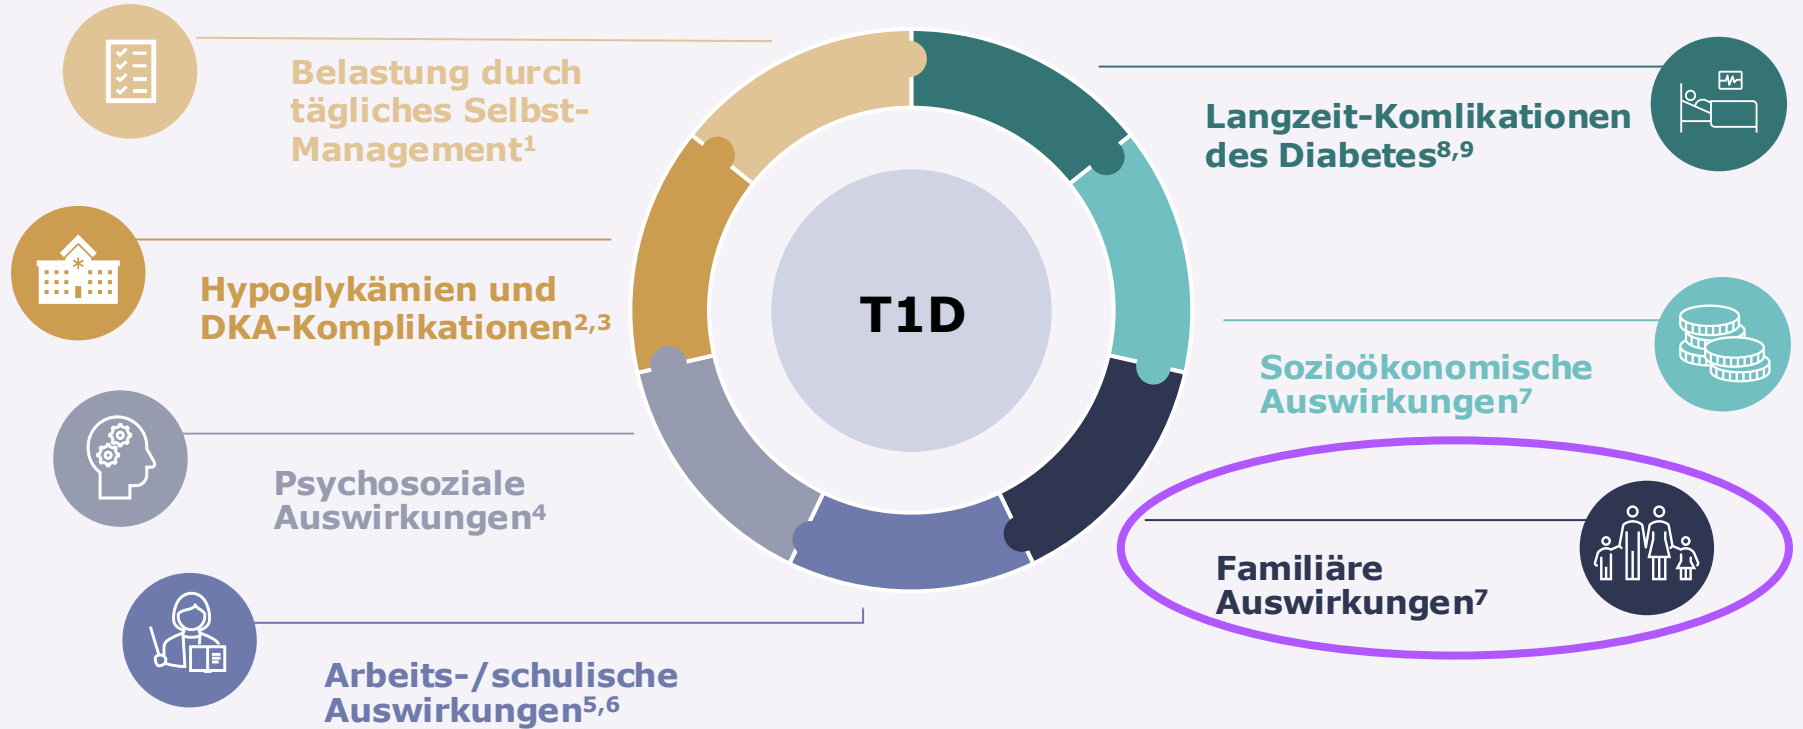 Belastung durch
tägliches Selbst-
Management¹
Hypoglykämien und
DKA-Komplikationen²,³
Psychosoziale
Auswirkungen⁴
Arbeits-/schulische
Auswirkungen⁵,⁶
T1D
Langzeit-Komlikationen
des Diabetes⁸,⁹
Sozioökonomische
Auswirkungen⁷
Familiäre
Auswirkungen⁷